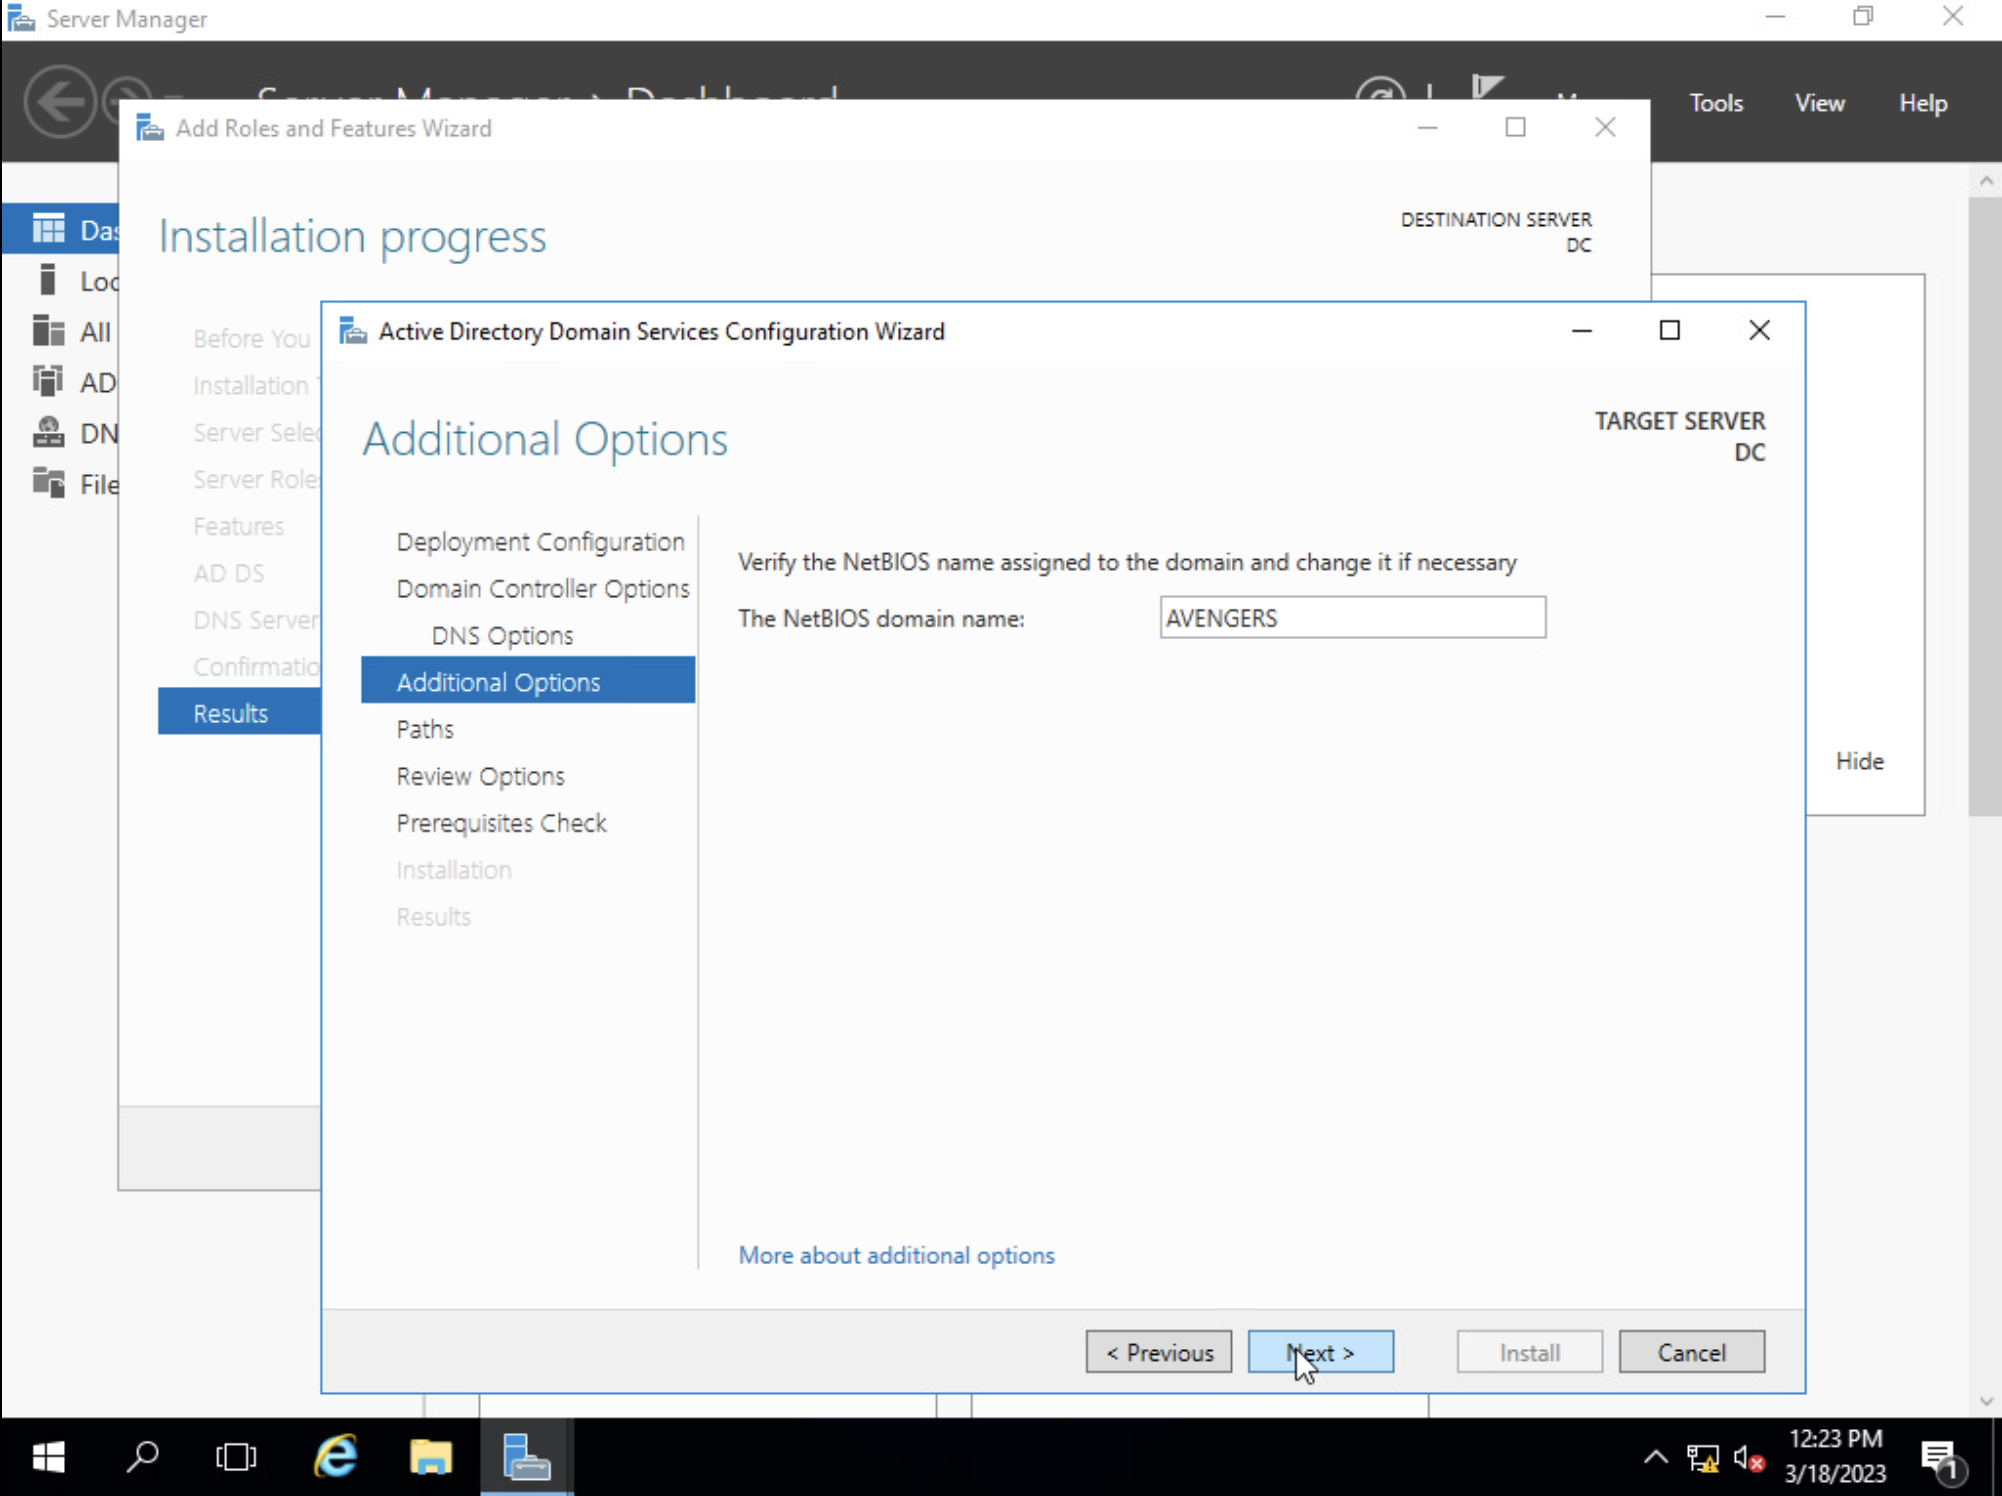 Server Manager
Server Manager › Dashboard
Tools
View
Help
Add Roles and Features Wizard
Installation progress
DESTINATION SERVER
DC
All
AD
DN
File
Before You
Installation
Server Selec
Server Roles
Features
AD DS
DNS Server
Confirmatio
Results
Active Directory Domain Services Configuration Wizard
Additional Options
TARGET SERVER
DC
Deployment Configuration
Domain Controller Options
DNS Options
Additional Options
Paths
Review Options
Prerequisites Check
Installation
Results
Verify the NetBIOS name assigned to the domain and change it if necessary
The NetBIOS domain name:
AVENGERS
More about additional options
Hide
< Previous
Next >
Install
Cancel
12:23 PM
3/18/2023
1